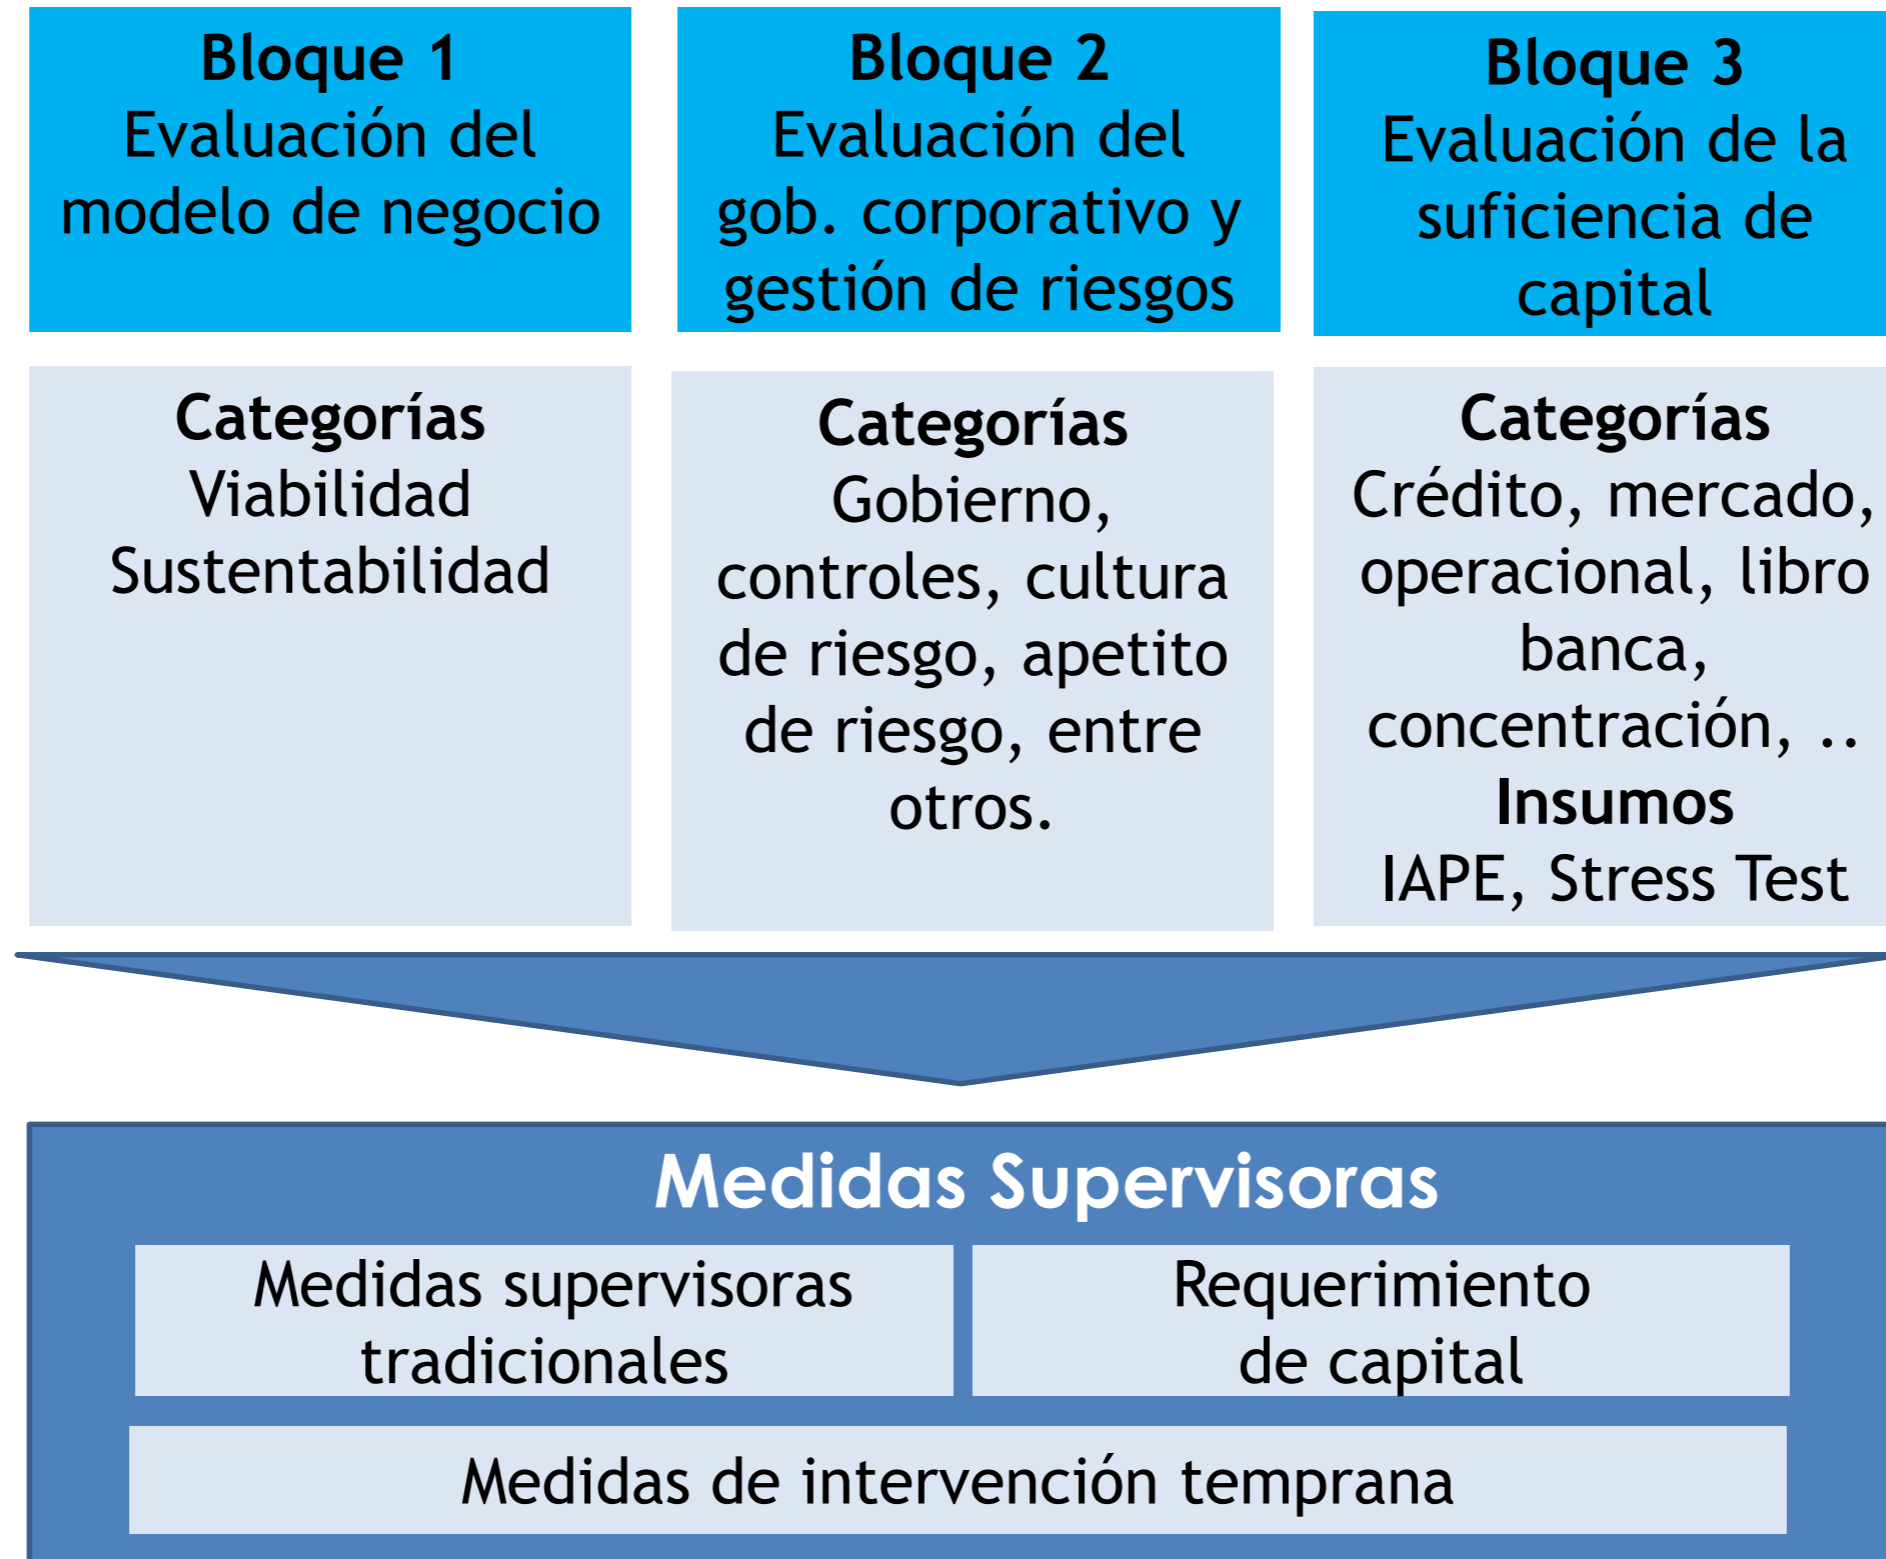 Bloque 1
Evaluación del
modelo de negocio
Bloque 2
Evaluación del
gob. corporativo y
gestión de riesgos
Bloque 3
Evaluación de la
suficiencia de
capital
Categorías
Viabilidad
Sustentabilidad
Categorías
Gobierno,
controles, cultura
de riesgo, apetito
de riesgo, entre
otros.
Categorías
Crédito, mercado,
operacional, libro
banca,
concentración, ..
Insumos
IAPE, Stress Test
Medidas Supervisoras
Medidas supervisoras
tradicionales
Requerimiento
de capital
Medidas de intervención temprana